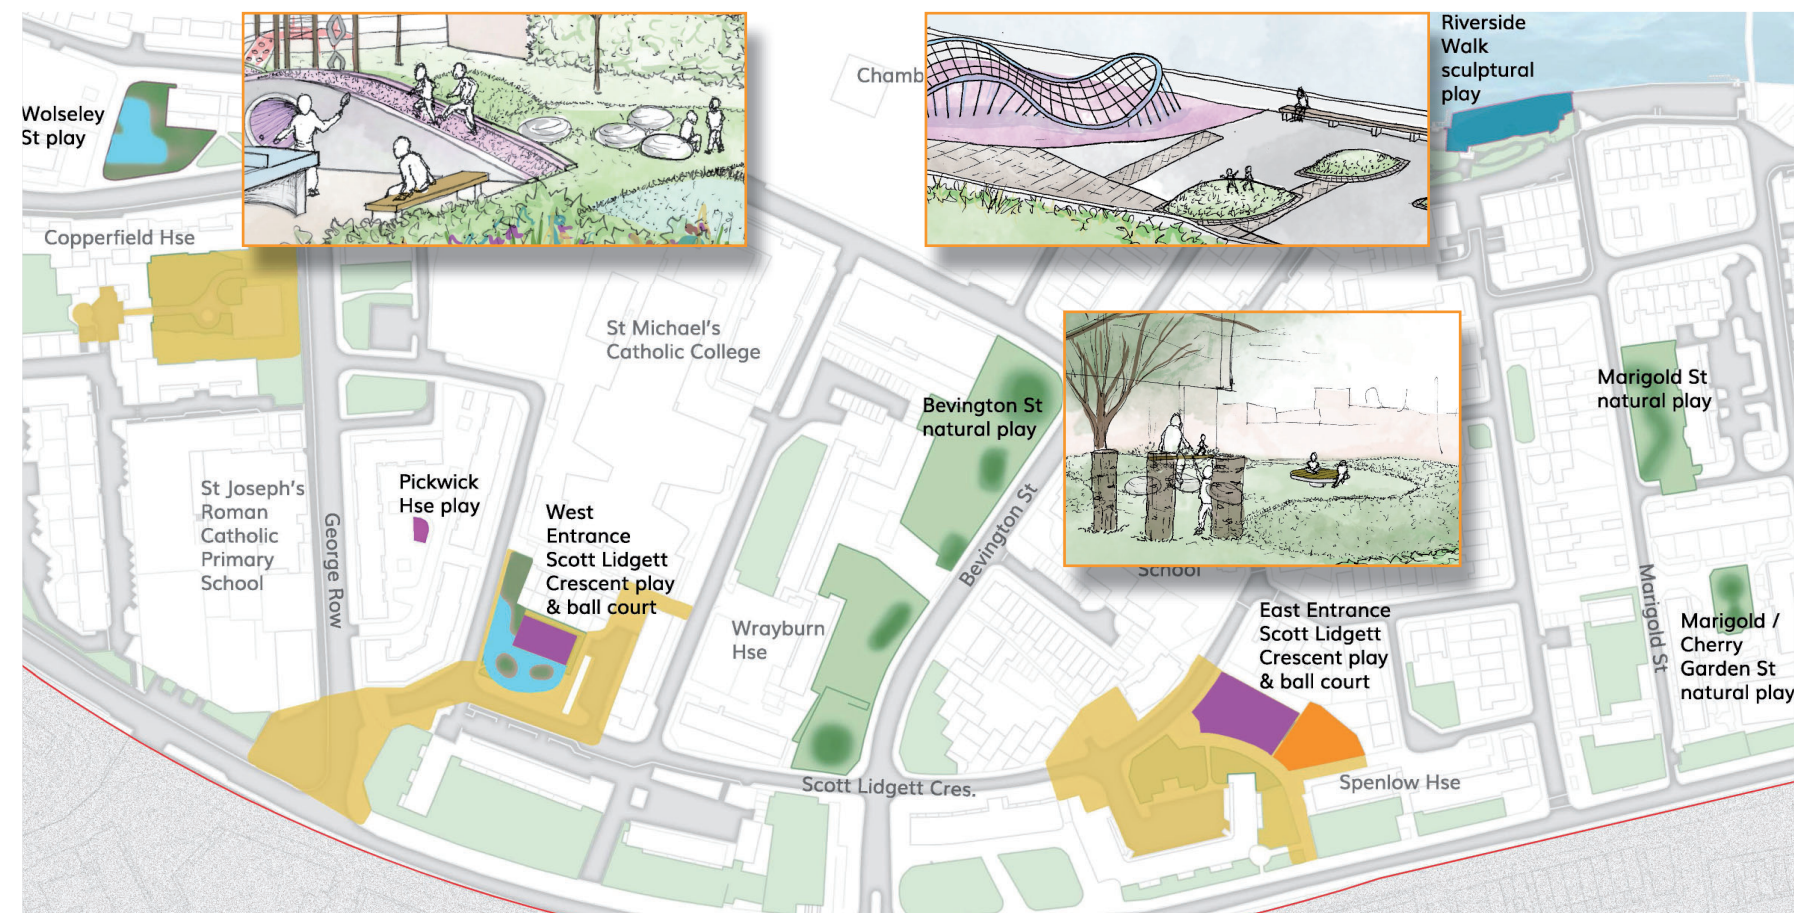 Riverside
Walk
sculptural
play
Chamb
Wolseley
St play
Copperfield Hse
St Michael's
Catholic College
Marigold St
natural play
Bevington St
natural play
Pickwick
Hse play
St Joseph's
Roman
Catholic
Primary
School
George Row
West
Entrance
Scott Lidgett
Crescent play
& ball court
Bevington St
School
Marigold St
East Entrance
Scott Lidgett
Crescent play
& ball court
Marigold /
Cherry
Garden St
natural play
Wrayburn
Hse
Scott Lidgett Cres.
Spenlow Hse